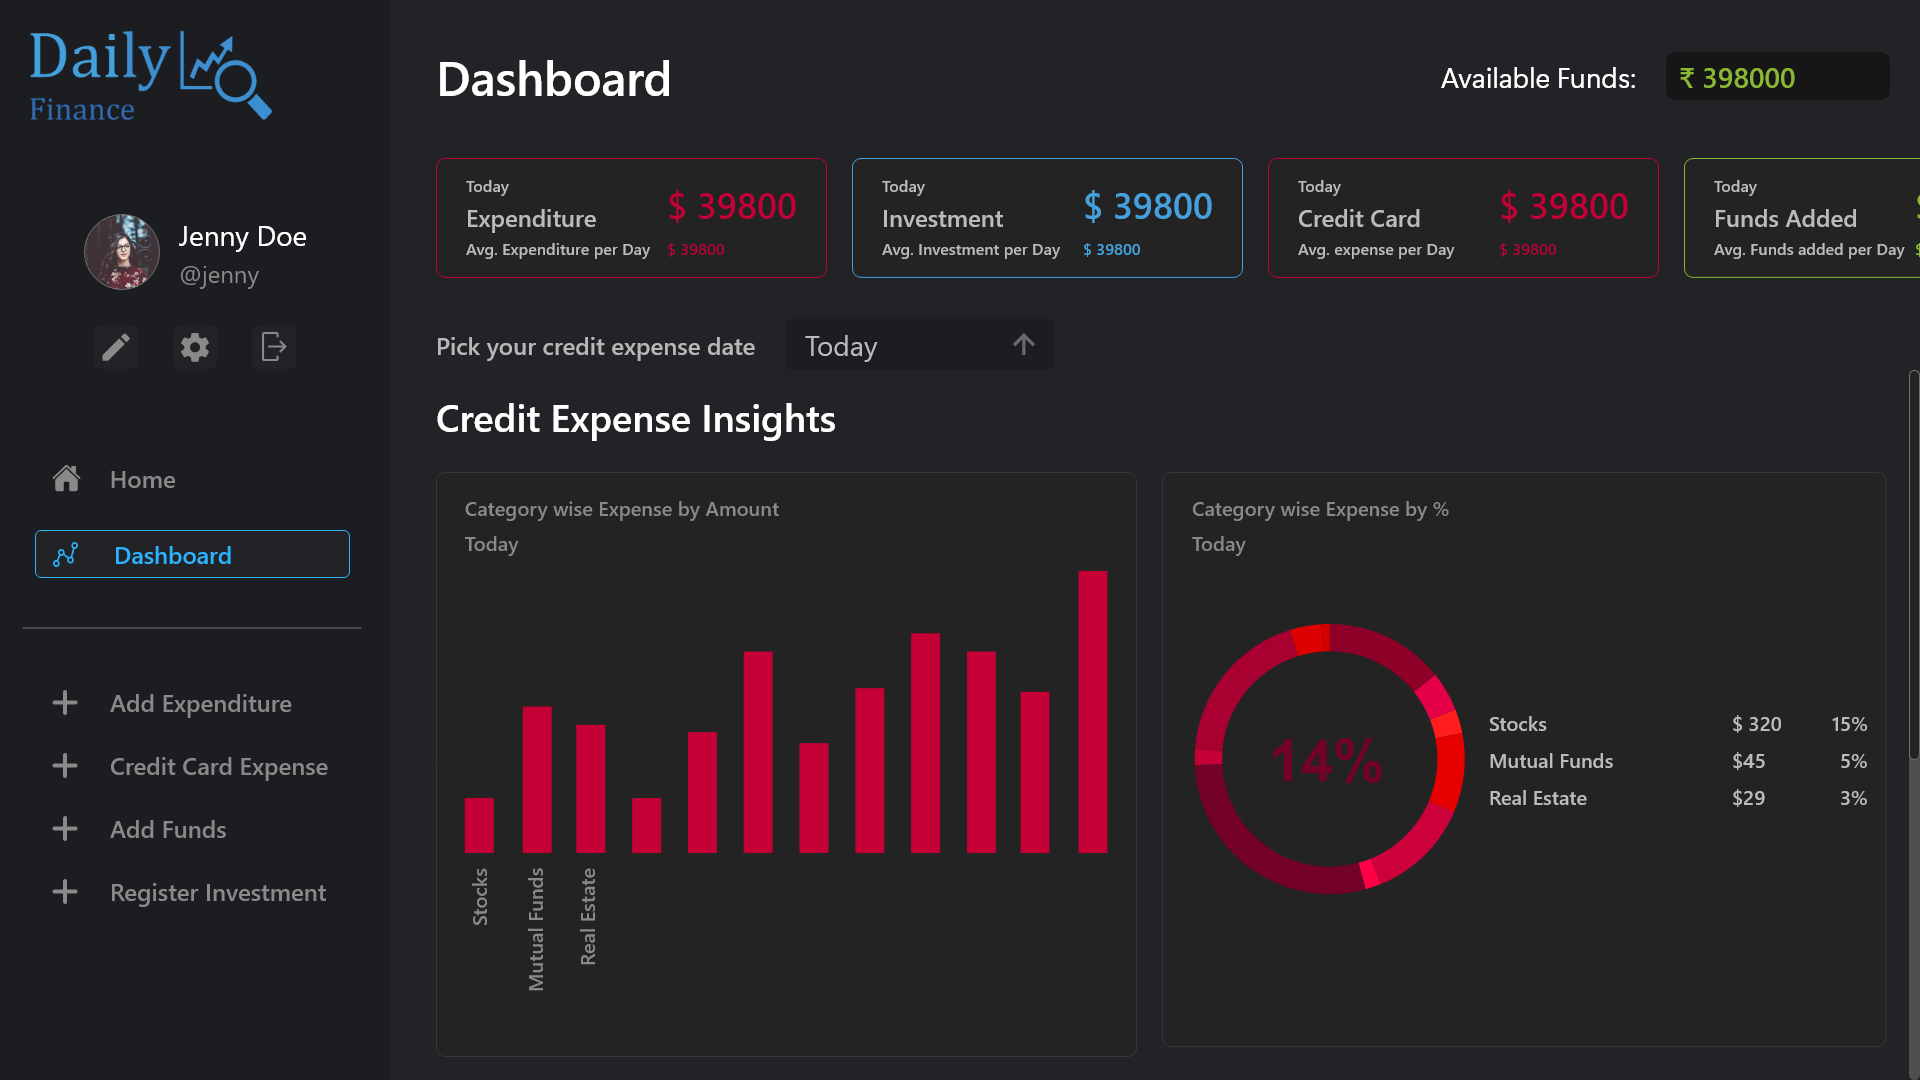 Daily
Finance
Jenny Doe
@jenny
Home
Dashboard
Add Expenditure
Credit Card Expense
Add Funds
Register Investment
Dashboard
Available Funds: ₹ 398000
Today
Expenditure $ 39800
Avg. Expenditure per Day $ 39800
Today
Investment $ 39800
Avg. Investment per Day $ 39800
Today
Credit Card $ 39800
Avg. expense per Day $ 39800
Today
Funds Added
Avg. Funds added per Day
Pick your credit expense date Today
Credit Expense Insights
Category wise Expense by Amount
Today
Stocks
Mutual Funds
Real Estate
Category wise Expense by %
Today
14%
Stocks $ 320 15%
Mutual Funds $45 5%
Real Estate $29 3%